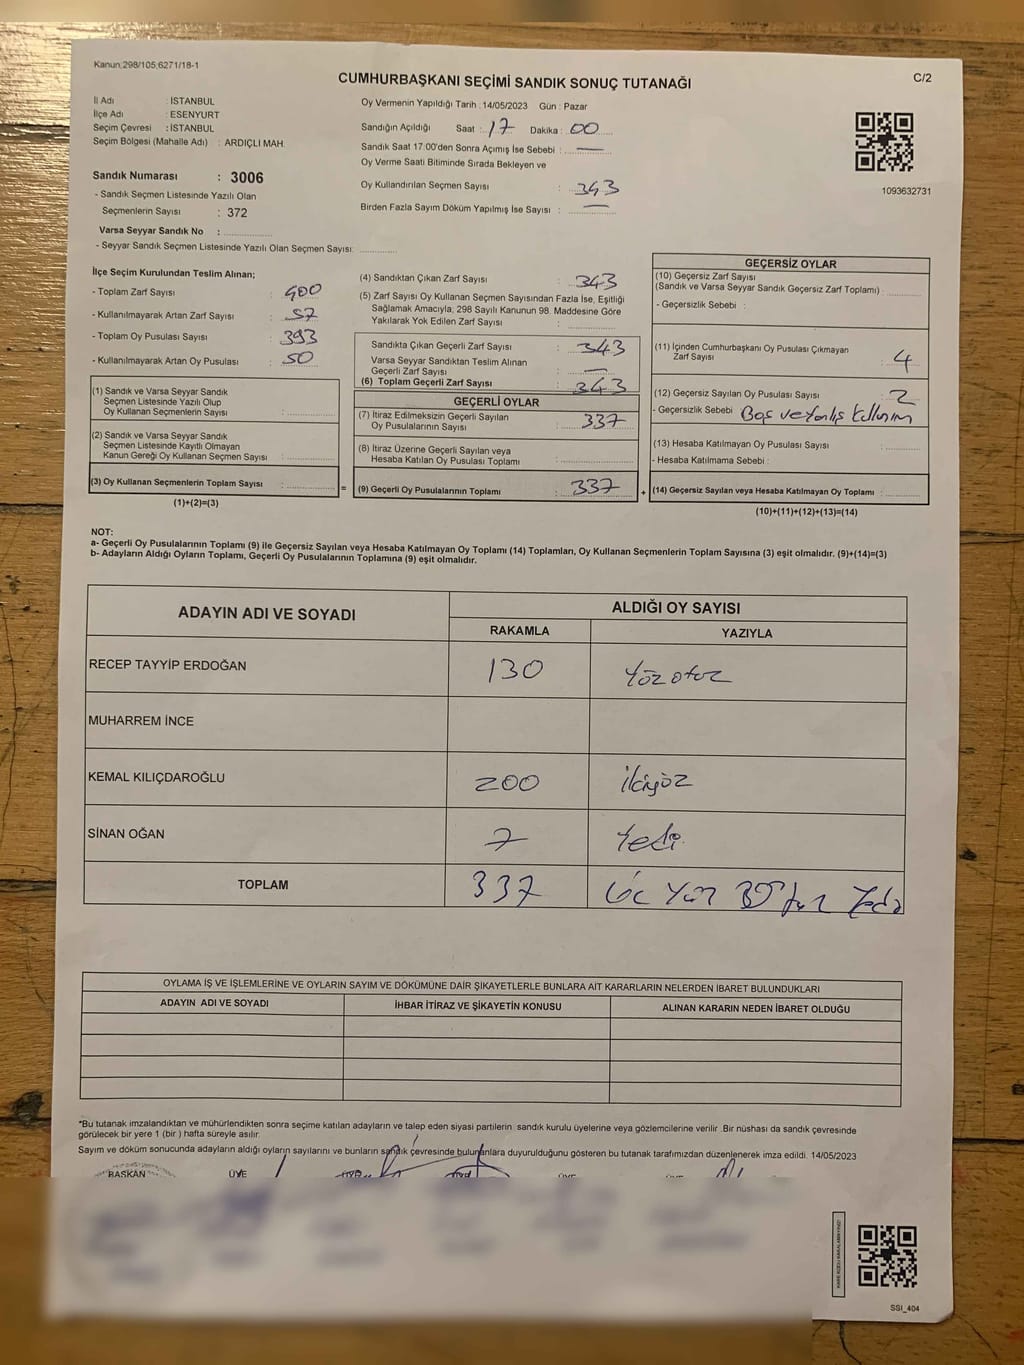 Kanun:298/105;6271/18-1
CUMHURBAŞKANI SEÇİMİ SANDIK SONUÇ TUTANAĞI
C/2
İl Adı : İSTANBUL
İlçe Adı : ESENYURT
Seçim Çevresi : İSTANBUL
Seçim Bölgesi (Mahalle Adı) : ARDIÇLI MAH.
Sandık Numarası : 3006
- Sandık Seçmen Listesinde Yazılı Olan
Seçmenlerin Sayısı : 372
Varsa Seyyar Sandık No :
- Seyyar Sandık Seçmen Listesinde Yazılı Olan Seçmen Sayısı:
Oy Vermenin Yapıldığı Tarih : 14/05/2023 Gün : Pazar
Sandığın Açıldığı Saat : 17 Dakika : 00
Sandık Saat 17:00'den Sonra Açımış İse Sebebi : —
Oy Verme Saati Bitiminde Sırada Bekleyen ve
Oy Kullandırılan Seçmen Sayısı : 343
Birden Fazla Sayım Döküm Yapılmış İse Sayısı : —
1093632731
İlçe Seçim Kurulundan Teslim Alınan;
- Toplam Zarf Sayısı : 400
- Kullanılmayarak Artan Zarf Sayısı : 57
- Toplam Oy Pusulası Sayısı : 393
- Kullanılmayarak Artan Oy Pusulası : 50
(1) Sandık ve Varsa Seyyar Sandık
Seçmen Listesinde Yazılı Olup
Oy Kullanan Seçmenlerin Sayısı :
(2) Sandık ve Varsa Seyyar Sandık
Seçmen Listesinde Kayıtlı Olmayan
Kanun Gereği Oy Kullanan Seçmen Sayısı :
(3) Oy Kullanan Seçmenlerin Toplam Sayısı :
(1)+(2)=(3)
(4) Sandıktan Çıkan Zarf Sayısı : 343
(5) Zarf Sayısı Oy Kullanan Seçmen Sayısından Fazla İse, Eşitliği
Sağlamak Amacıyla; 298 Sayılı Kanunun 98. Maddesine Göre
Yakılarak Yok Edilen Zarf Sayısı :
Sandıkta Çıkan Geçerli Zarf Sayısı : 343
Varsa Seyyar Sandıktan Teslim Alınan
Geçerli Zarf Sayısı : —
(6) Toplam Geçerli Zarf Sayısı : 343
GEÇERLİ OYLAR
(7) İtiraz Edilmeksizin Geçerli Sayılan
Oy Pusulalarının Sayısı : 337
(8) İtiraz Üzerine Geçerli Sayılan veya
Hesaba Katılan Oy Pusulası Toplamı :
= (9) Geçerli Oy Pusulalarının Toplamı : 337
GEÇERSİZ OYLAR
(10) Geçersiz Zarf Sayısı
(Sandık ve Varsa Seyyar Sandık Geçersiz Zarf Toplamı) :
- Geçersizlik Sebebi :
(11) İçinden Cumhurbaşkanı Oy Pusulası Çıkmayan
Zarf Sayısı : 4
(12) Geçersiz Sayılan Oy Pusulası Sayısı : 2
- Geçersizlik Sebebi Boş ve Yanlış Kullanım
(13) Hesaba Katılmayan Oy Pusulası Sayısı :
- Hesaba Katılmama Sebebi :
+ (14) Geçersiz Sayılan veya Hesaba Katılmayan Oy Toplamı :
(10)+(11)+(12)+(13)=(14)
NOT:
a- Geçerli Oy Pusulalarının Toplamı (9) ile Geçersiz Sayılan veya Hesaba Katılmayan Oy Toplamı (14) Toplamları, Oy Kullanan Seçmenlerin Toplam Sayısına (3) eşit olmalıdır. (9)+(14)=(3)
b- Adayların Aldığı Oyların Toplamı, Geçerli Oy Pusulalarının Toplamına (9) eşit olmalıdır.
ADAYIN ADI VE SOYADI
ALDIĞI OY SAYISI
RAKAMLA YAZIYLA
RECEP TAYYİP ERDOĞAN 130 Yüz otuz
MUHARREM İNCE
KEMAL KILIÇDAROĞLU 200 ikiyüz
SİNAN OĞAN 7 Yedi
TOPLAM 337 Üç Yüz Otuz Yedi
OYLAMA İŞ VE İŞLEMLERİNE VE OYLARIN SAYIM VE DÖKÜMÜNE DAİR ŞİKAYETLERLE BUNLARA AİT KARARLARIN NELERDEN İBARET BULUNDUKLARI
ADAYIN ADI VE SOYADI İHBAR İTİRAZ VE ŞİKAYETİN KONUSU ALINAN KARARIN NEDEN İBARET OLDUĞU
*Bu tutanak imzalandıktan ve mühürlendikten sonra seçime katılan adayların ve talep eden siyasi partilerin sandık kurulu üyelerine veya gözlemcilerine verilir .Bir nüshası da sandık çevresinde
görülecek bir yere 1 (bir ) hafta süreyle asılır.
Sayım ve döküm sonucunda adayların aldığı oyların sayılarını ve bunların sandık çevresinde bulunanlara duyurulduğunu gösteren bu tutanak tarafımızdan düzenlenerek imza edildi. 14/05/2023
BAŞKAN ÜYE ÜYE ÜYE ÜYE ÜYE
SSI_404